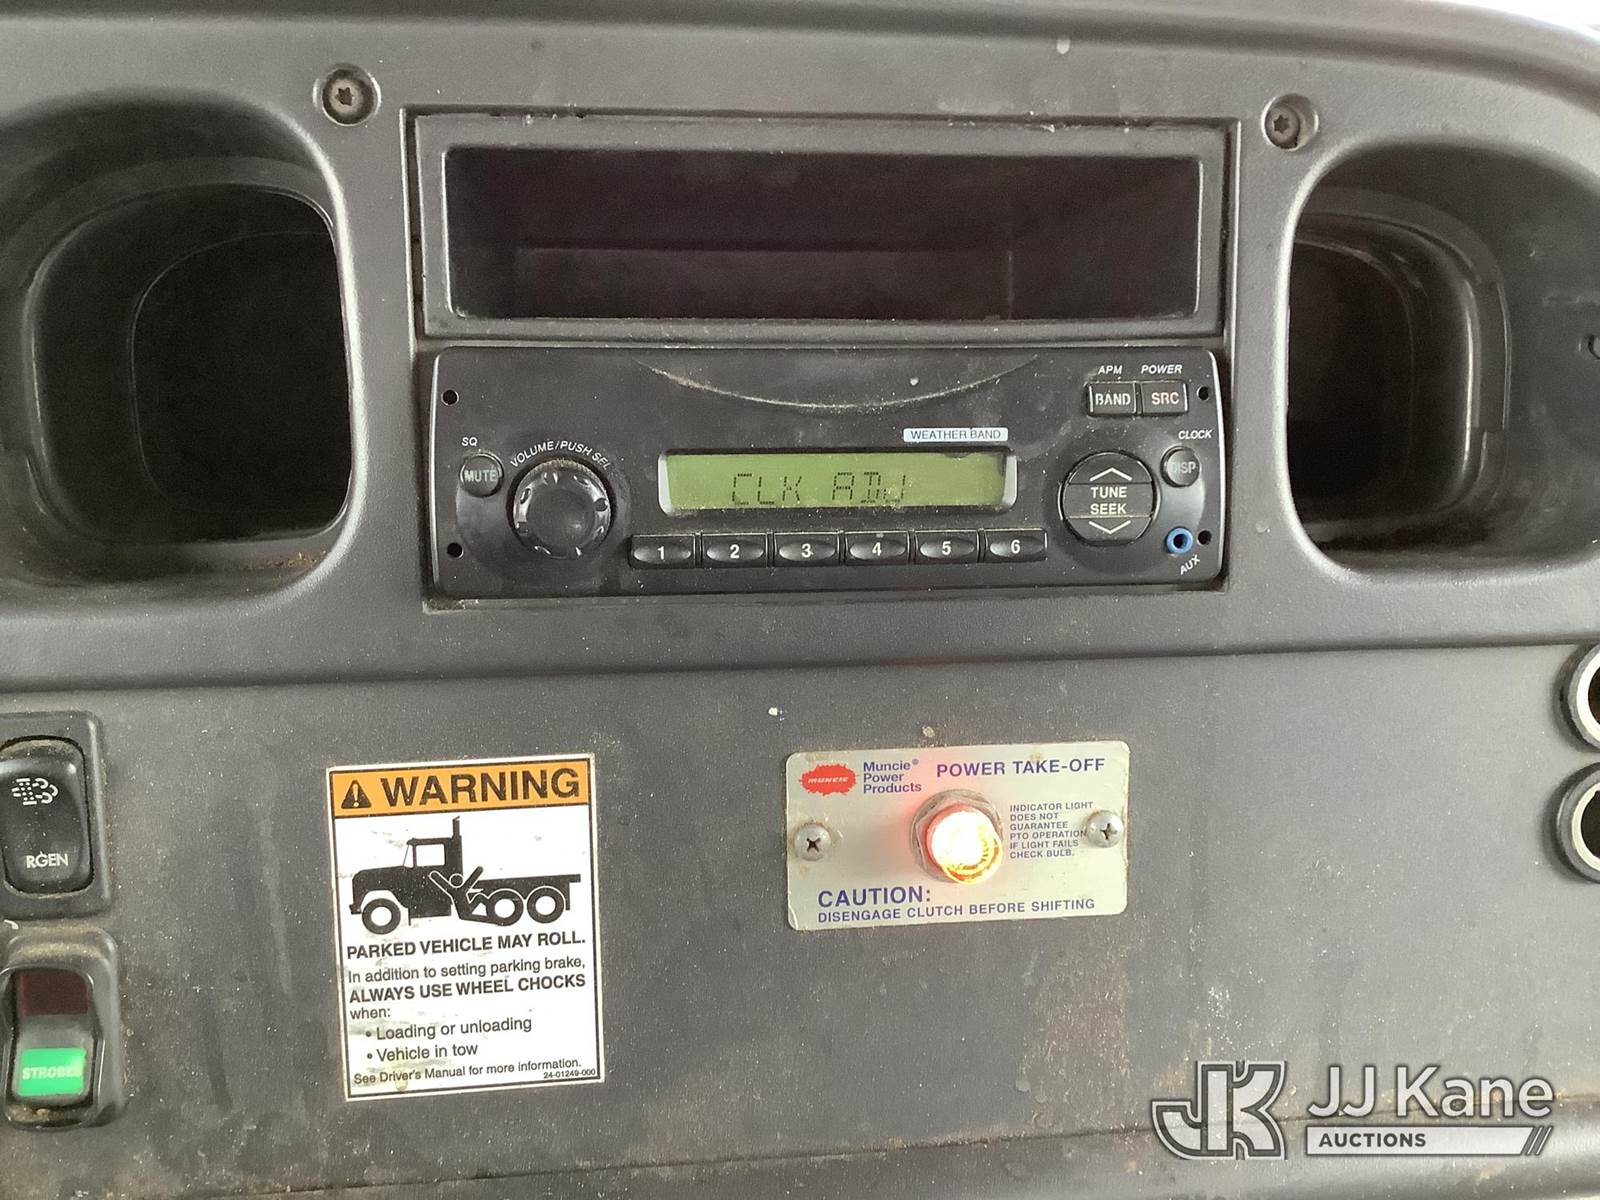 APM POWER
BAND SRC
WEATHER BAND
CLOCK
SQ
MUTE
VOLUME/PUSH SEL
CLK ADJ
TUNE
SEEK
DISP
1 2 3 4 5 6
AUX
RGEN
STROBES
WARNING
PARKED VEHICLE MAY ROLL.
In addition to setting parking brake,
ALWAYS USE WHEEL CHOCKS
when:
• Loading or unloading
• Vehicle in tow
See Driver's Manual for more information.
24-01249-000
MUNCIE
Muncie®
Power
Products
POWER TAKE-OFF
INDICATOR LIGHT
DOES NOT
GUARANTEE
PTO OPERATION
IF LIGHT FAILS
CHECK BULB.
CAUTION:
DISENGAGE CLUTCH BEFORE SHIFTING
JK JJ Kane
AUCTIONS